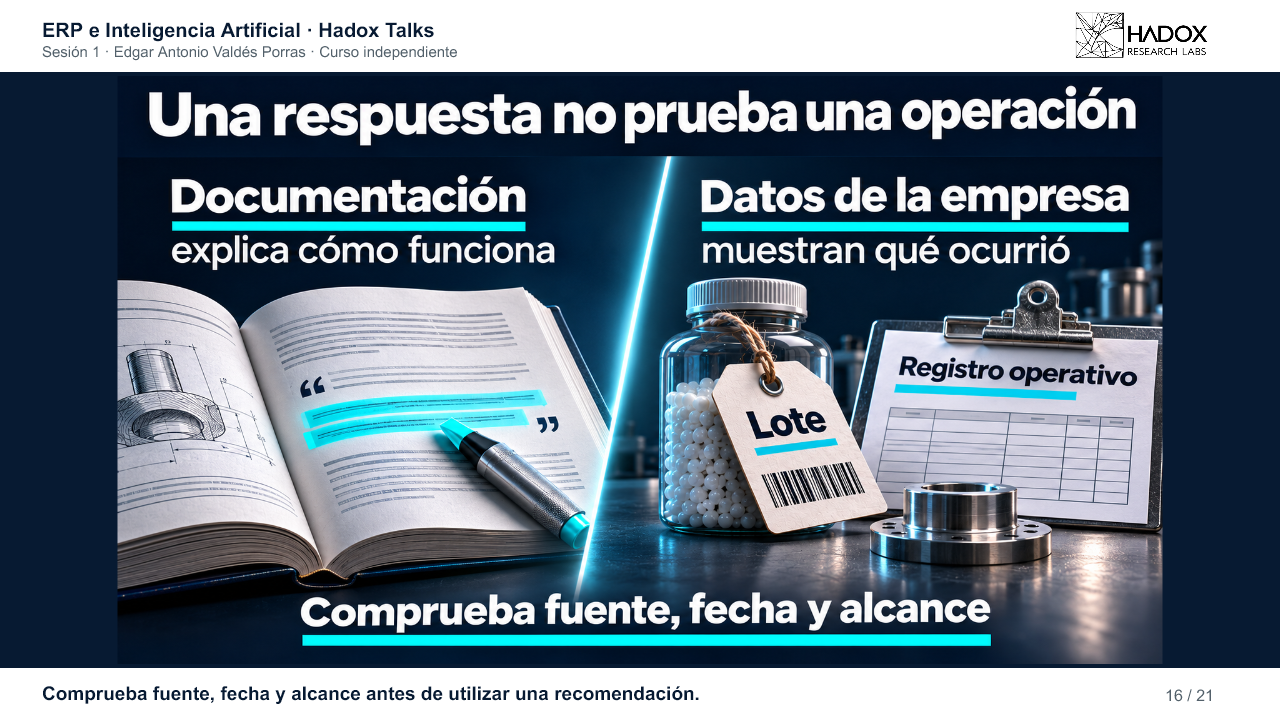 ERP e Inteligencia Artificial · Hadox Talks
Sesión 1 · Edgar Antonio Valdés Porras · Curso independiente
HADOX
RESEARCH LABS
Una respuesta no prueba una operación
Documentación
explica cómo funciona
Datos de la empresa
muestran qué ocurrió
“
”
Lote
Registro operativo
Comprueba fuente, fecha y alcance
Comprueba fuente, fecha y alcance antes de utilizar una recomendación.
16 / 21